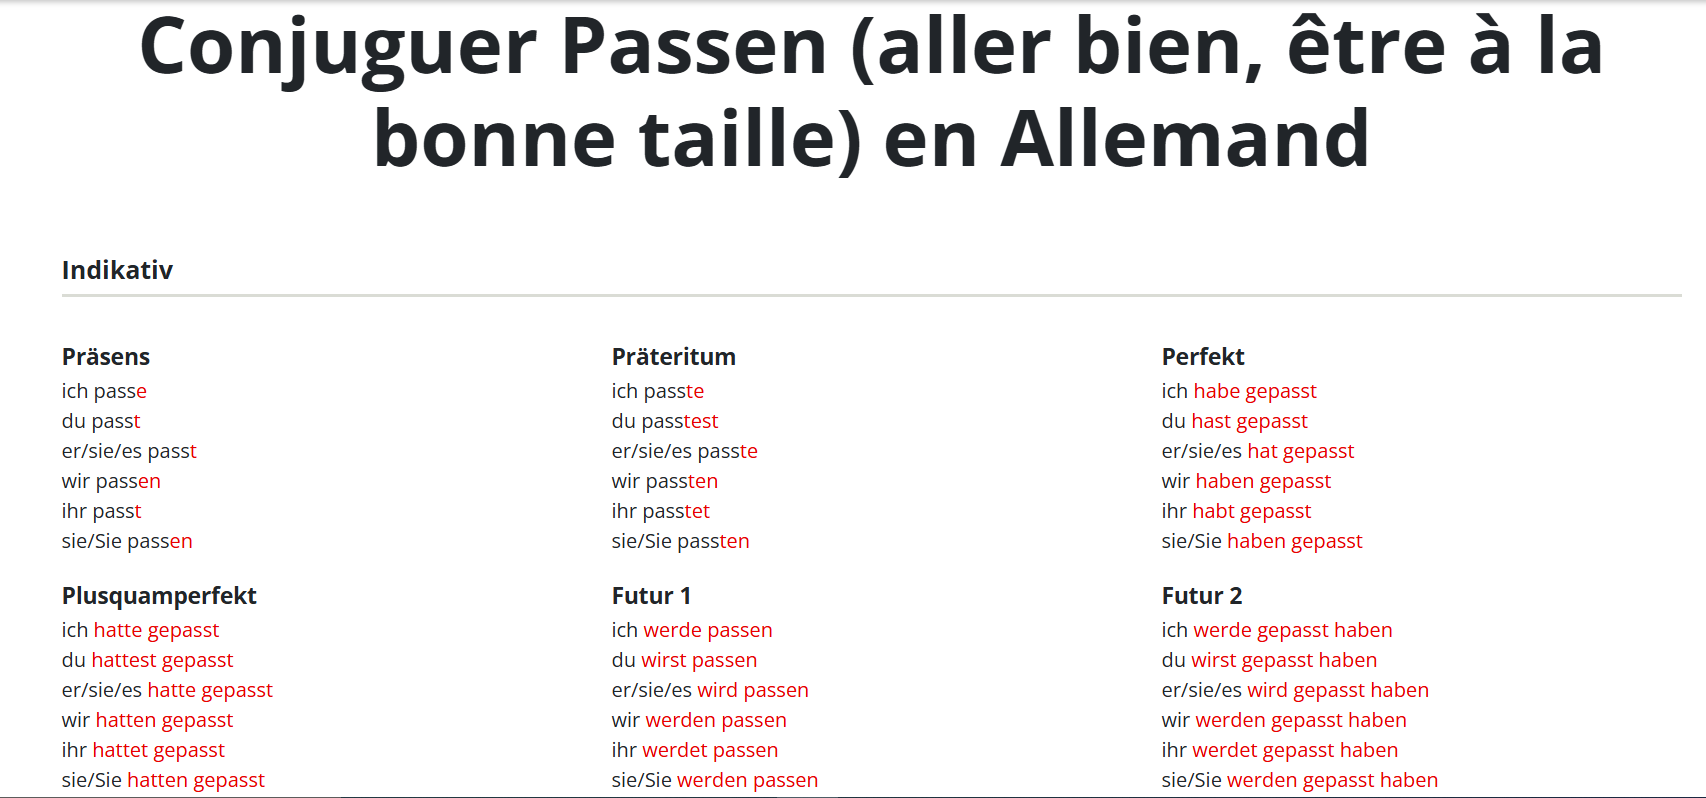 Conjuguer Passen (aller bien, être à la
bonne taille) en Allemand
Indikativ
Präsens
ich passe
du passt
er/sie/es passt
wir passen
ihr passt
sie/Sie passen
Präteritum
ich passte
du passtest
er/sie/es passte
wir passten
ihr passtet
sie/Sie passten
Perfekt
ich habe gepasst
du hast gepasst
er/sie/es hat gepasst
wir haben gepasst
ihr habt gepasst
sie/Sie haben gepasst
Plusquamperfekt
ich hatte gepasst
du hattest gepasst
er/sie/es hatte gepasst
wir hatten gepasst
ihr hattet gepasst
sie/Sie hatten gepasst
Futur 1
ich werde passen
du wirst passen
er/sie/es wird passen
wir werden passen
ihr werdet passen
sie/Sie werden passen
Futur 2
ich werde gepasst haben
du wirst gepasst haben
er/sie/es wird gepasst haben
wir werden gepasst haben
ihr werdet gepasst haben
sie/Sie werden gepasst haben